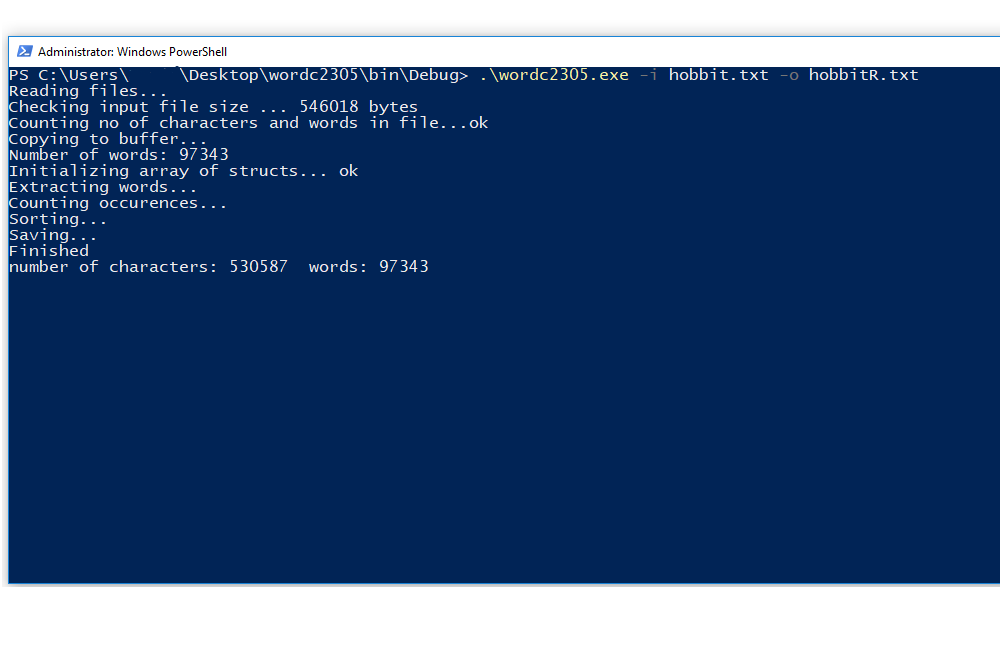 Administrator: Windows PowerShell
PS C:\Users\     \Desktop\wordc2305\bin\Debug> .\wordc2305.exe -i hobbit.txt -o hobbitR.txt
Reading files...
Checking input file size ... 546018 bytes
Counting no of characters and words in file...ok
Copying to buffer...
Number of words: 97343
Initializing array of structs... ok
Extracting words...
Counting occurences...
Sorting...
Saving...
Finished
number of characters: 530587  words: 97343